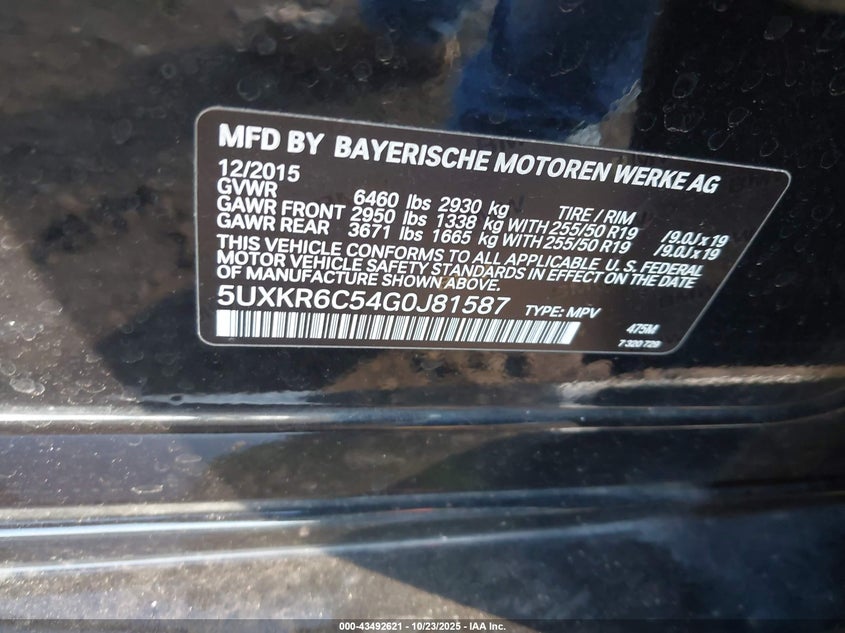 MFD BY BAYERISCHE MOTOREN WERKE AG
12/2015
GVWR 6460 lbs 2930 kg TIRE / RIM
GAWR FRONT 2950 lbs 1338 kg WITH 255/50 R19 /9.0J x 19
GAWR REAR 3671 lbs 1665 kg WITH 255/50 R19 /9.0J x 19
THIS VEHICLE CONFORMS TO ALL APPLICABLE U. S. FEDERAL
MOTOR VEHICLE SAFETY STANDARDS IN EFFECT ON THE DATE
OF MANUFACTURE SHOWN ABOVE.
5UXKR6C54G0J81587 TYPE: MPV
475M
7 320 729
000-43492621 - 10/23/2025 - IAA Inc.